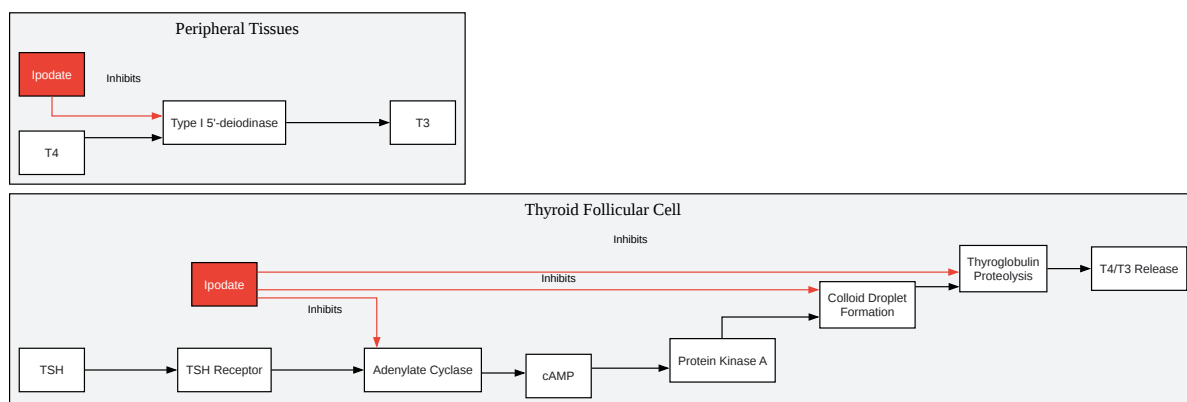 Peripheral Tissues
Ipodate
Inhibits
Type I 5'-deiodinase
T3
T4
Thyroid Follicular Cell
Inhibits
Thyroglobulin
Proteolysis
T4/T3 Release
Ipodate
Inhibits
Colloid Droplet
Formation
Inhibits
TSH
TSH Receptor
Adenylate Cyclase
cAMP
Protein Kinase A